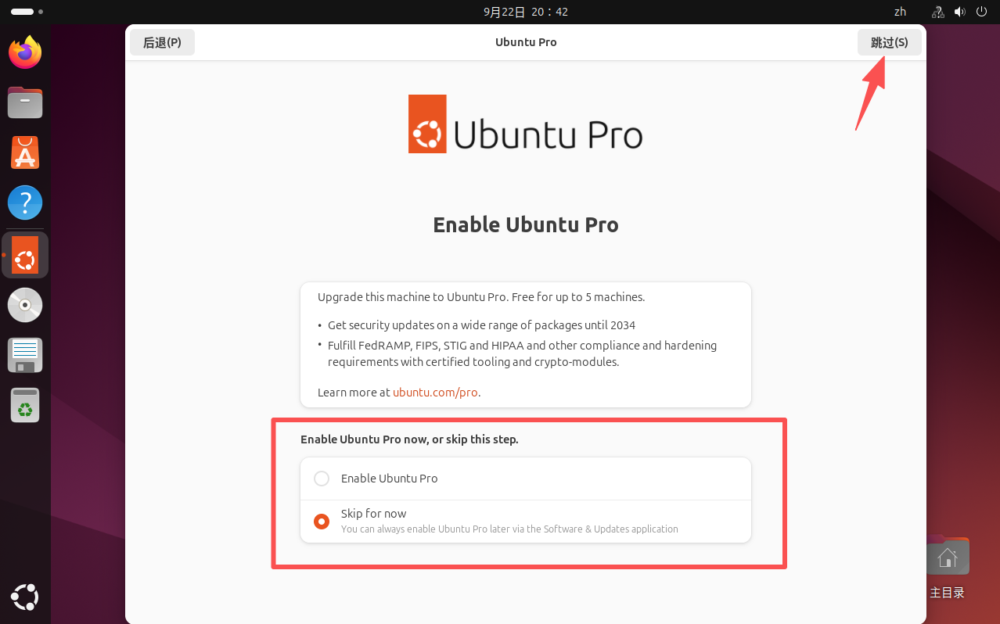 9月22日 20：42
zh
后退(P)
Ubuntu Pro
跳过(S)
Ubuntu Pro
Enable Ubuntu Pro
Upgrade this machine to Ubuntu Pro. Free for up to 5 machines.
• Get security updates on a wide range of packages until 2034
• Fulfill FedRAMP, FIPS, STIG and HIPAA and other compliance and hardening
requirements with certified tooling and crypto-modules.
Learn more at ubuntu.com/pro.
Enable Ubuntu Pro now, or skip this step.
Enable Ubuntu Pro
Skip for now
You can always enable Ubuntu Pro later via the Software & Updates application
主目录